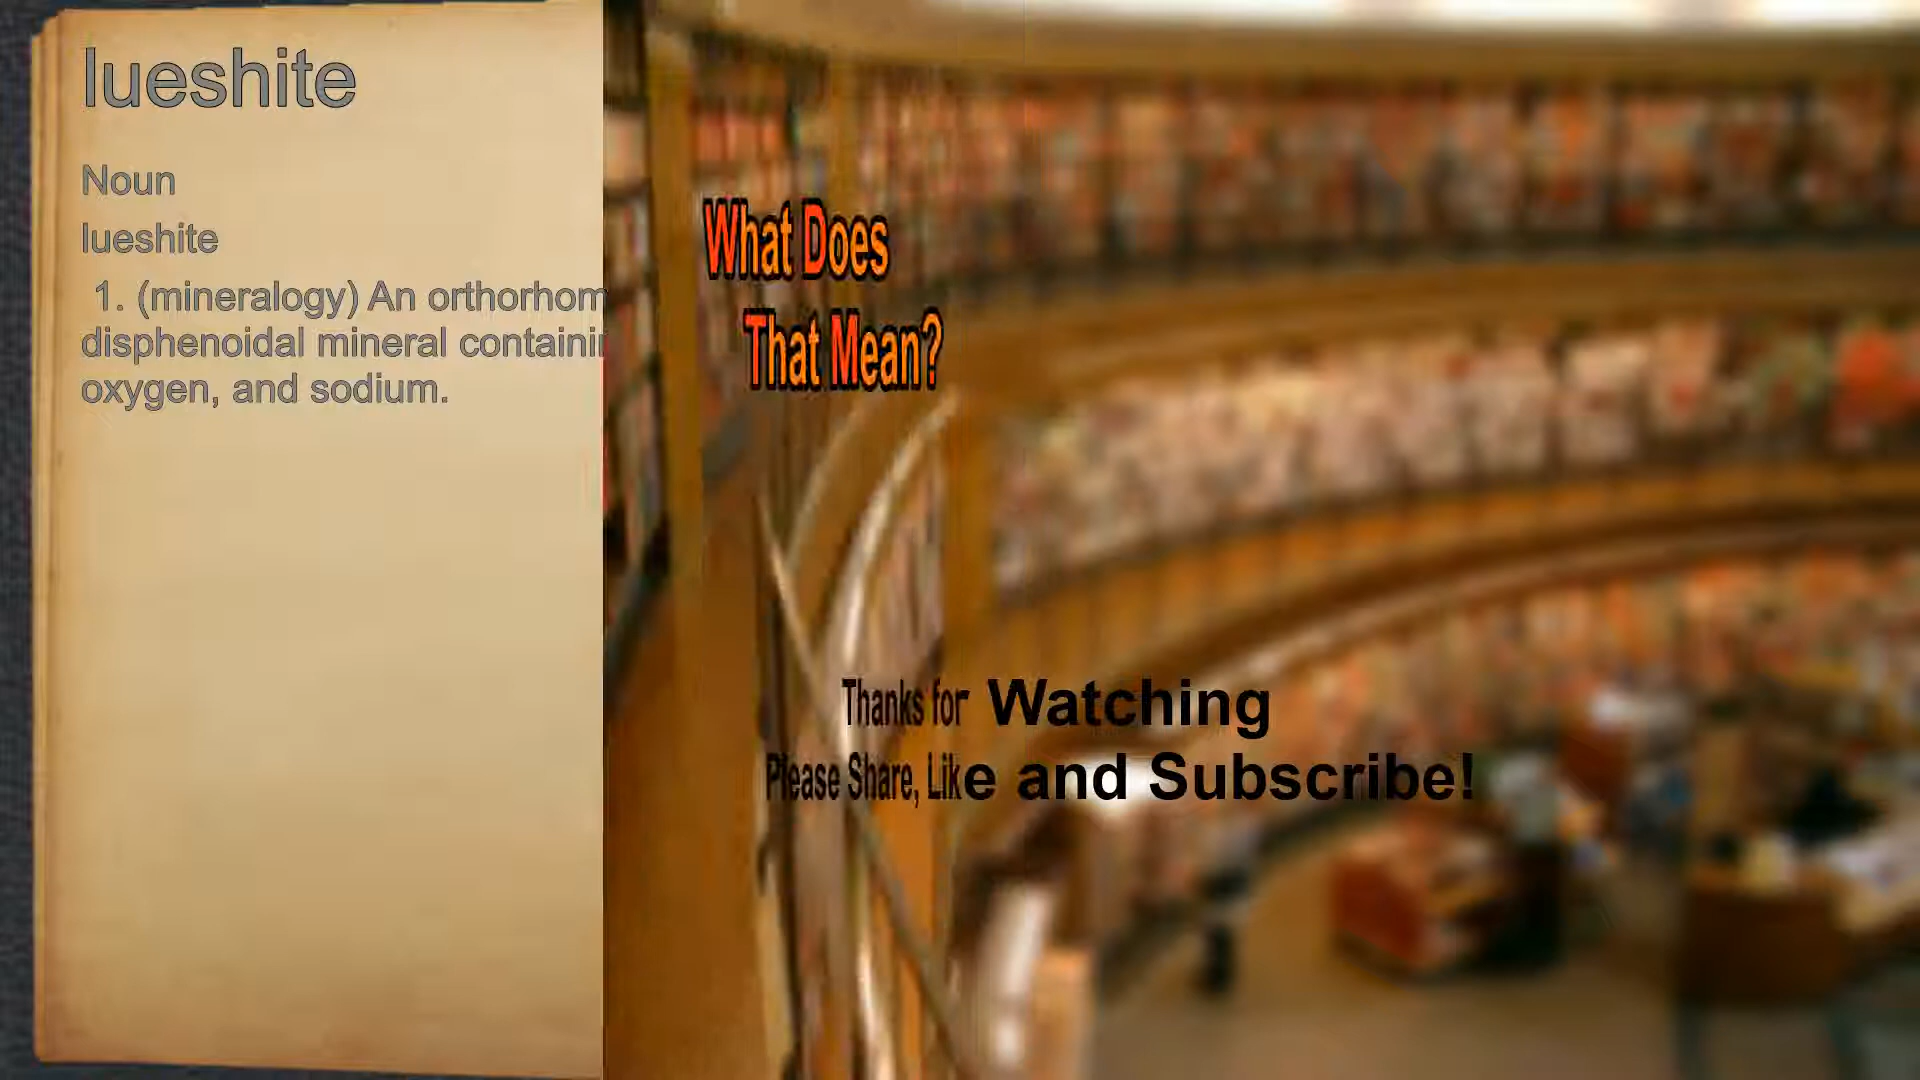 lueshite
Noun
lueshite
1. (mineralogy) An orthorhom
disphenoidal mineral containi
oxygen, and sodium.
What Does
That Mean?
Thanks for Watching
Please Share, Like and Subscribe!